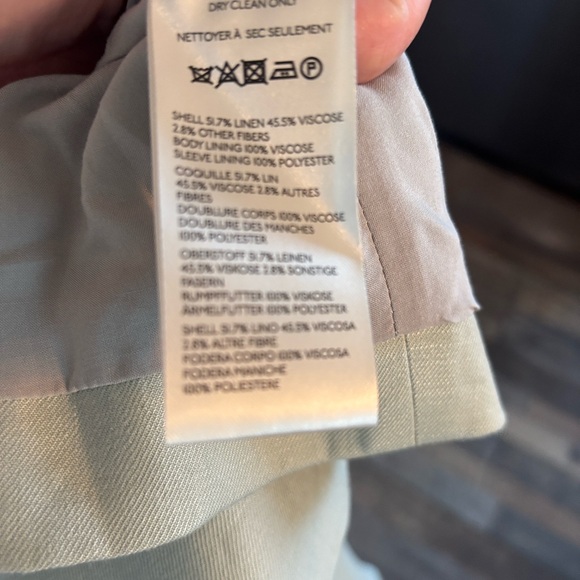 DRY CLEAN ONLY
NETTOYER À SEC SEULEMENT
P
SHELL 51.7% LINEN 45.5% VISCOSE
2.8% OTHER FIBERS
BODY LINING 100% VISCOSE
SLEEVE LINING 100% POLYESTER
COQUILLE 51.7% LIN
45.5% VISCOSE 2.8% AUTRES
FIBRES
DOUBLURE CORPS 100% VISCOSE
DOUBLURE DES MANCHES
100% POLYESTER
OBERSTOFF 51.7% LEINEN
45.5% VISKOSE 2.8% SONSTIGE
FASERN
RUMPFFUTTER 100% VISKOSE
ÄRMELFUTTER 100% POLYESTER
SHELL 51.7% LINO 45.5% VISCOSA
2.8% ALTRE FIBRE
FODERA CORPO 100% VISCOSA
FODERA MANICHE
100% POLIESTERE